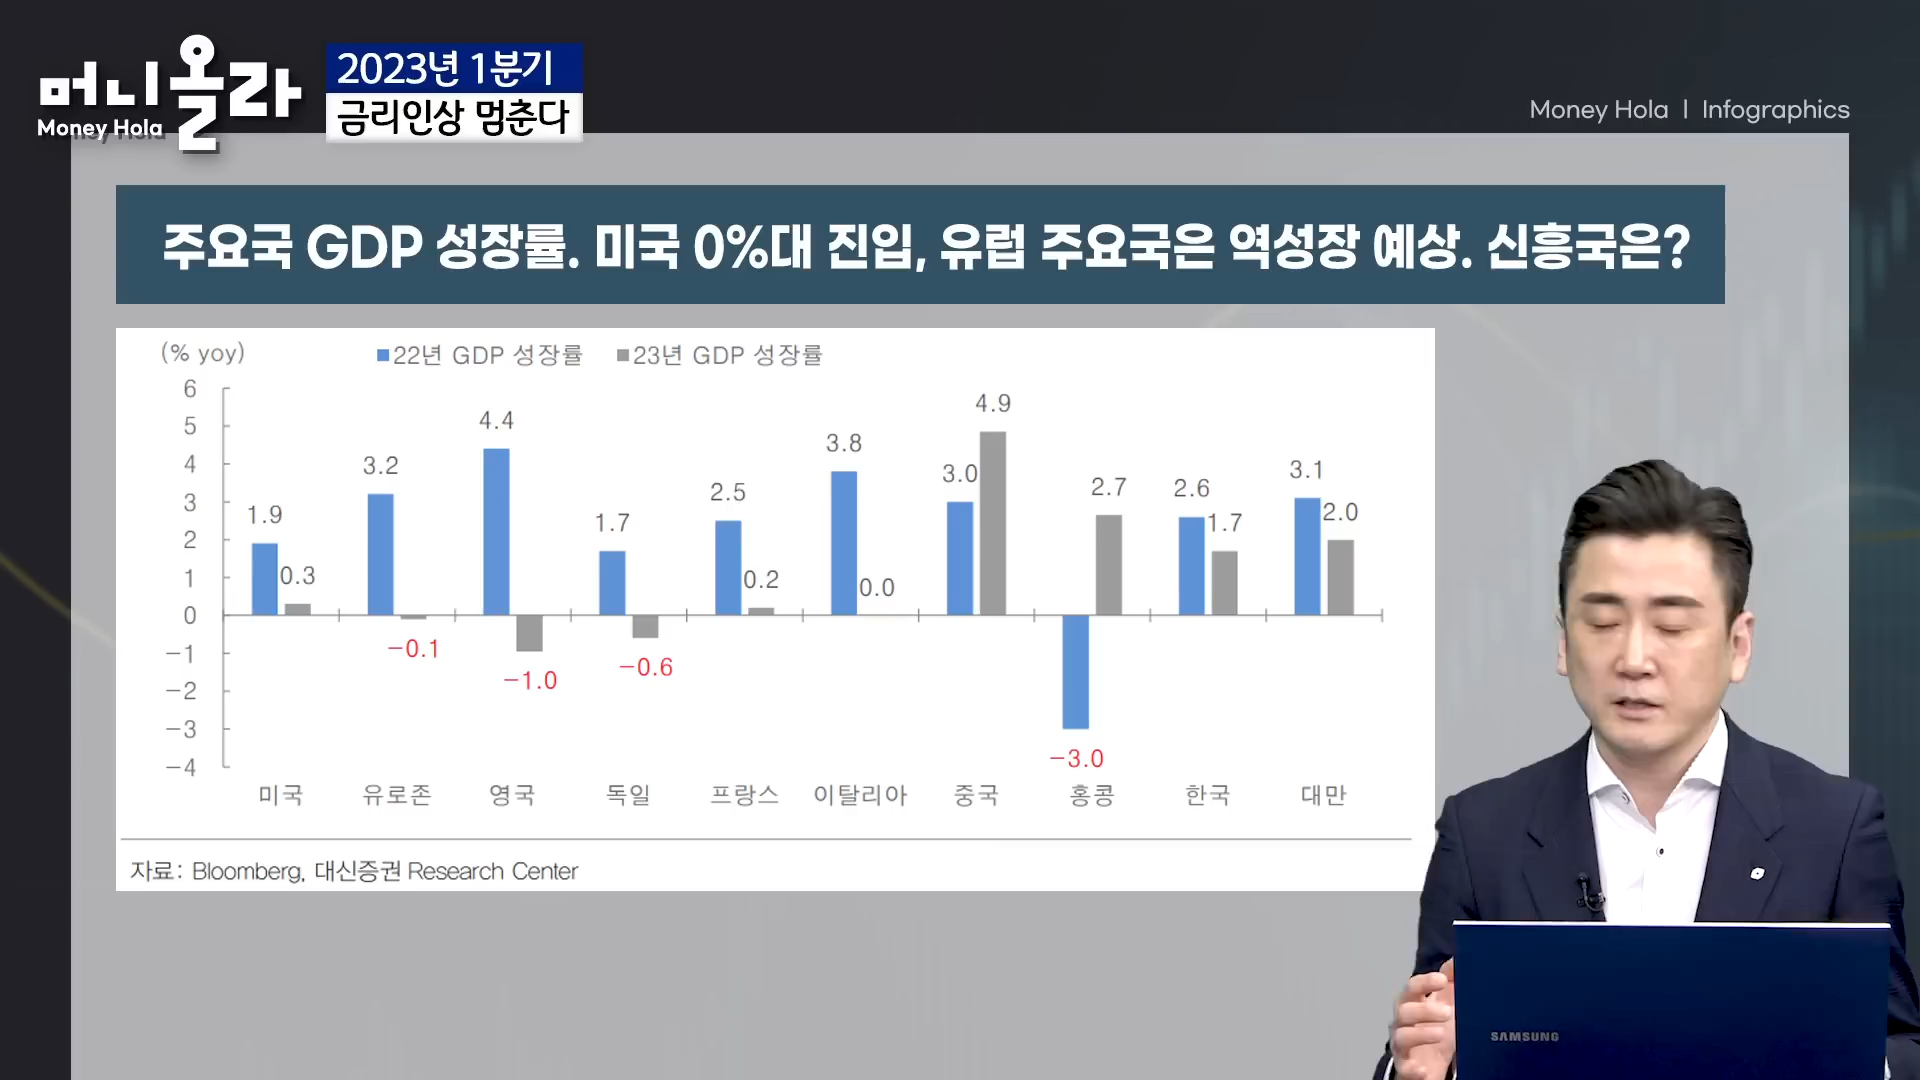 머니올라
Money Hola
2023년 1분기
금리인상 멈춘다
Money Hola | Infographics
주요국 GDP 성장률. 미국 0%대 진입, 유럽 주요국은 역성장 예상. 신흥국은?
(% yoy)
22년 GDP 성장률 23년 GDP 성장률
6
5
4
3
2
1
0
-1
-2
-3
-4
1.9 0.3
3.2 -0.1
4.4 -1.0
1.7 -0.6
2.5 0.2
3.8 0.0
3.0 4.9
-3.0 2.7
2.6 1.7
3.1 2.0
미국 유로존 영국 독일 프랑스 이탈리아 중국 홍콩 한국 대만
자료: Bloomberg, 대신증권 Research Center
SAMSUNG